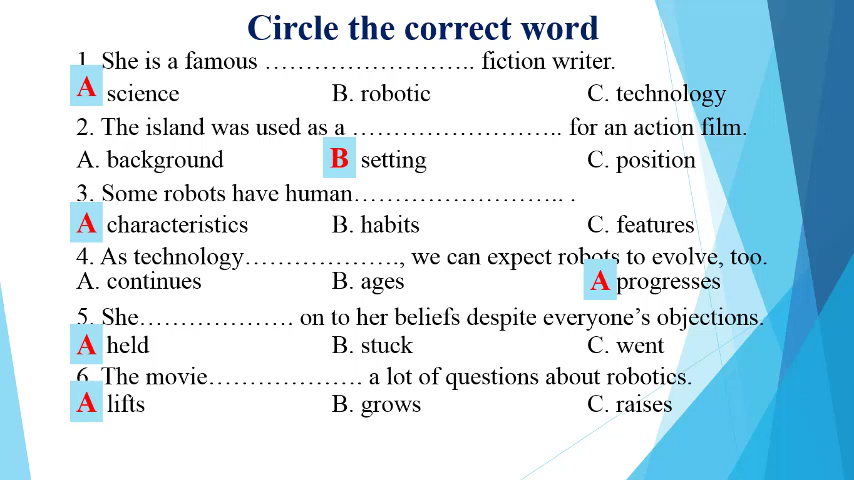 Circle the correct word
1. She is a famous …………………….. fiction writer.
A science B. robotic C. technology
2. The island was used as a …………………….. for an action film.
A. background B setting C. position
3. Some robots have human…………………….. .
A characteristics B. habits C. features
4. As technology………………., we can expect robots to evolve, too.
A. continues B. ages A progresses
5. She………………. on to her beliefs despite everyone's objections.
A held B. stuck C. went
6. The movie………………. a lot of questions about robotics.
A lifts B. grows C. raises